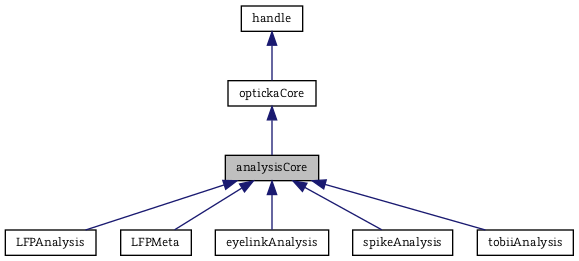 handle
optickaCore
analysisCore
LFPAnalysis
LFPMeta
eyelinkAnalysis
spikeAnalysis
tobiiAnalysis